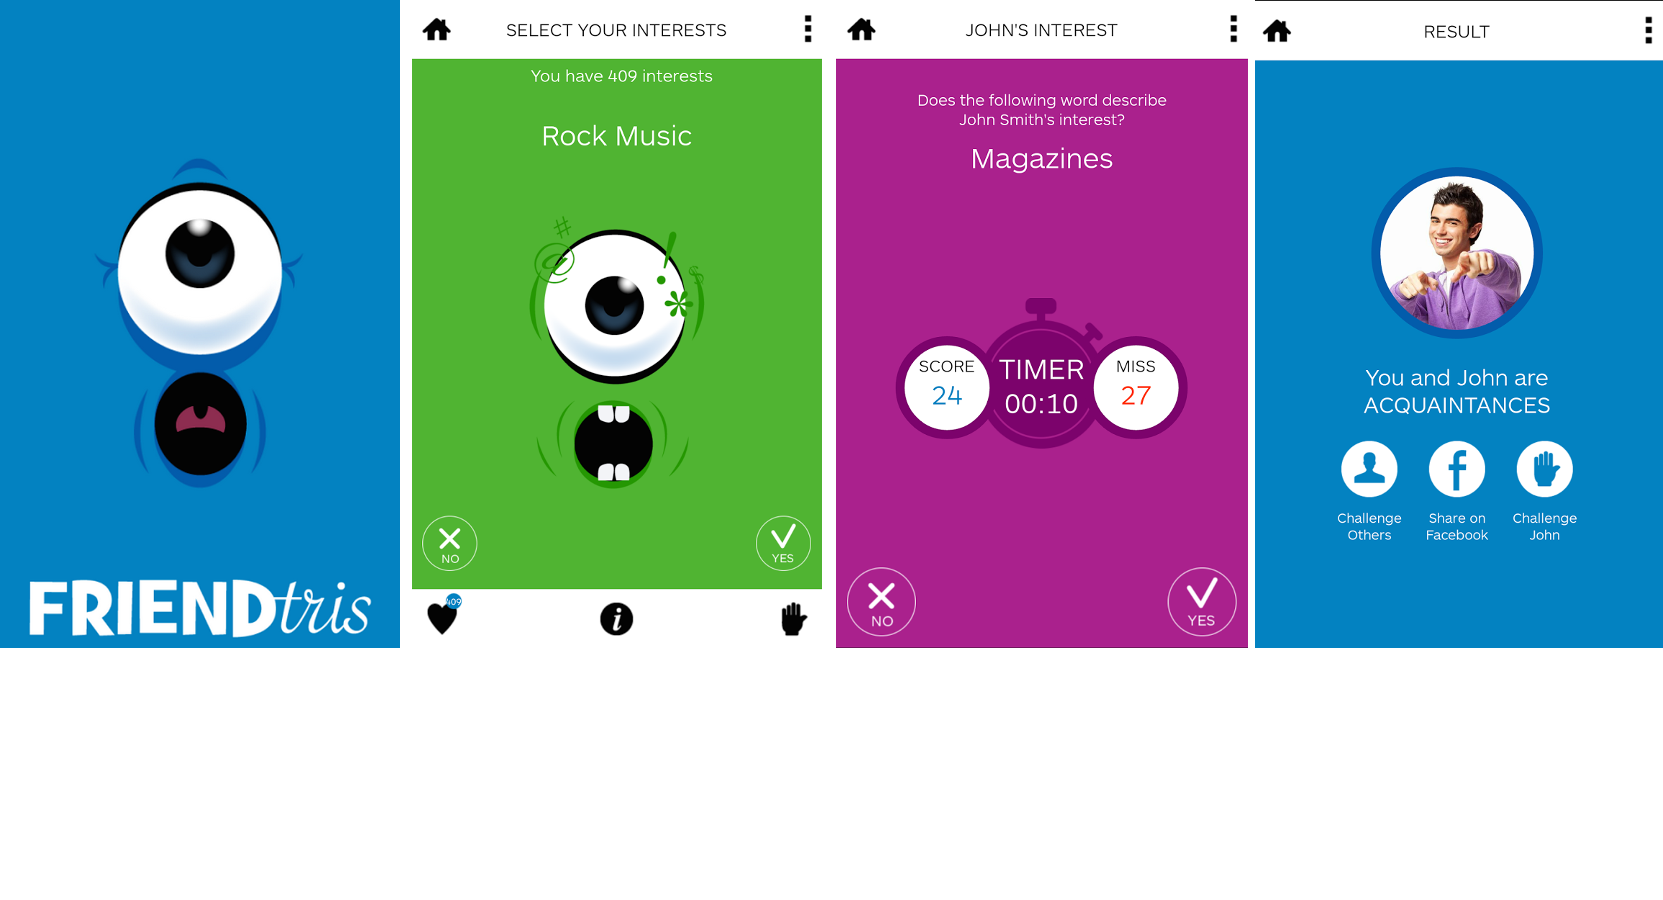 FRIENDtris
SELECT YOUR INTERESTS
You have 409 interests
Rock Music
#
@
!
$
*
NO
YES
409
i
JOHN'S INTEREST
Does the following word describe
John Smith's interest?
Magazines
SCORE
24
TIMER
00:10
MISS
27
NO
YES
RESULT
You and John are
ACQUAINTANCES
f
Challenge
Others
Share on
Facebook
Challenge
John